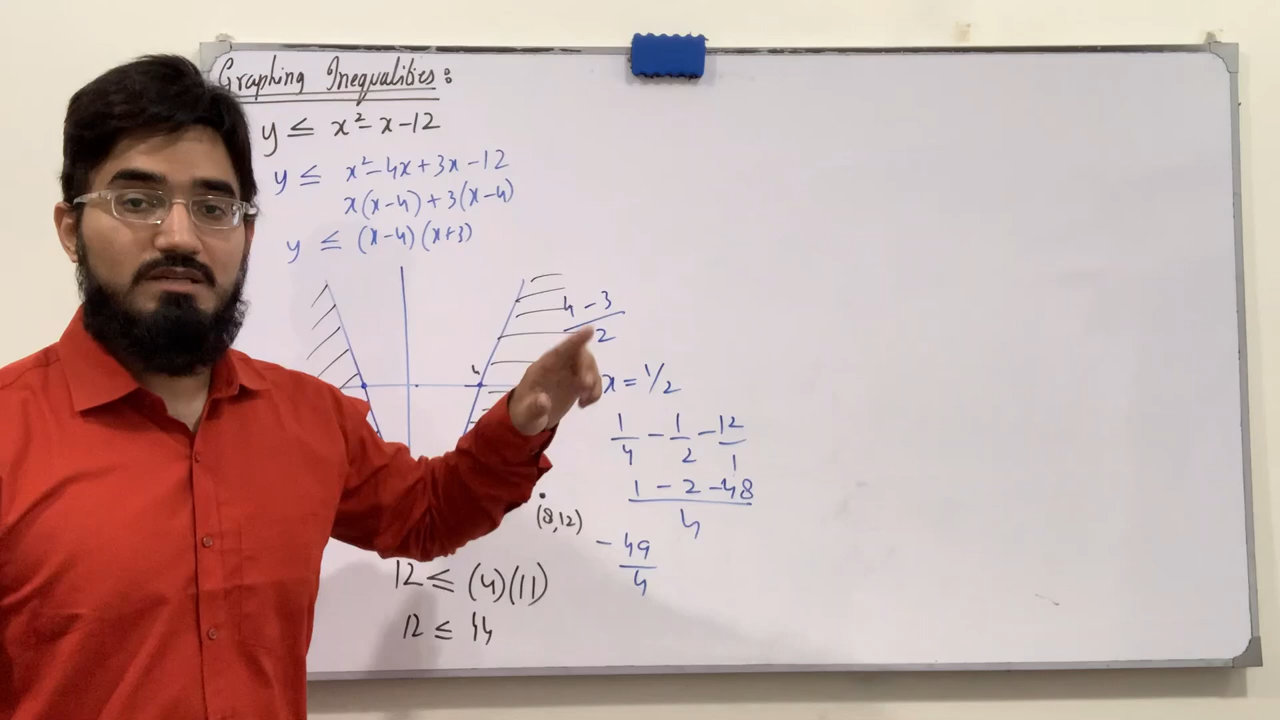 Graphing Inequalities:
y ≤ x² - x - 12
y ≤ x² - 4x + 3x - 12
x(x-4) + 3(x-4)
y ≤ (x-4)(x+3)
4 - 3
2
4
x = 1/2
1/4 - 1/2 - 12/1
1 - 2 - 48
4
(8,12)
- 49/4
12 ≤ (4)(11)
12 ≤ 44